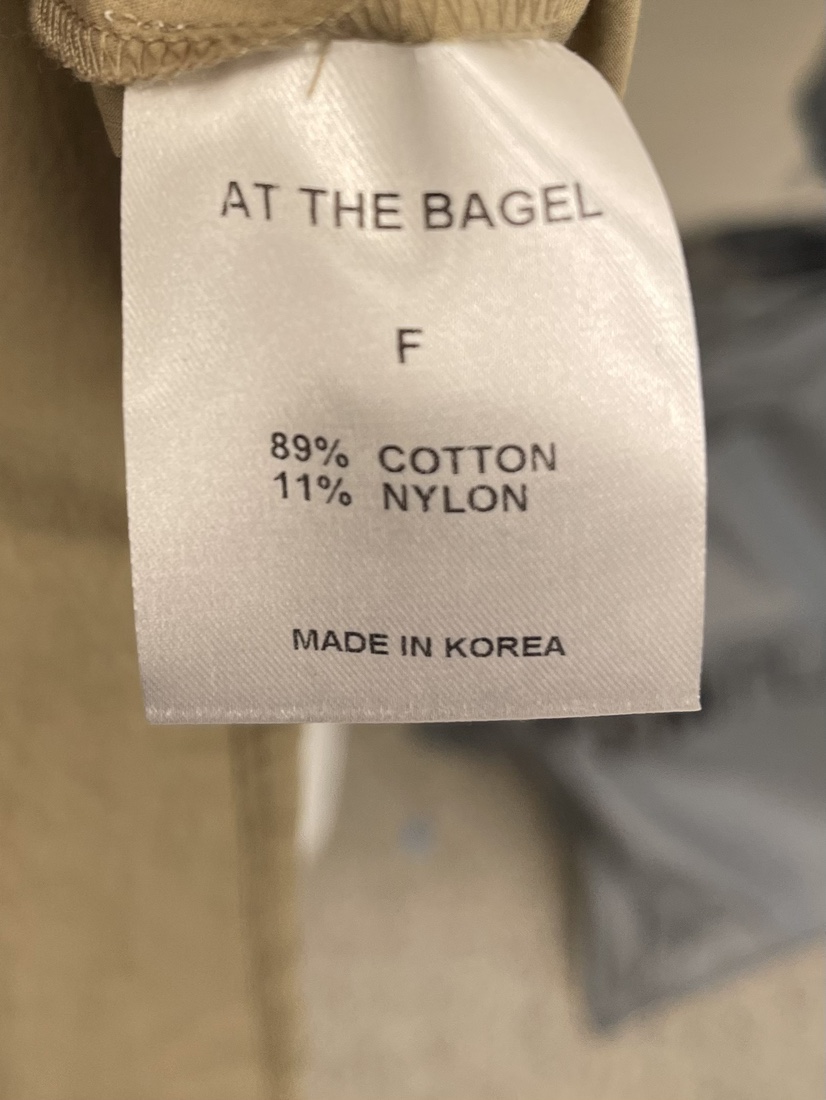 AT THE BAGEL
F
89% COTTON
11% NYLON
MADE IN KOREA